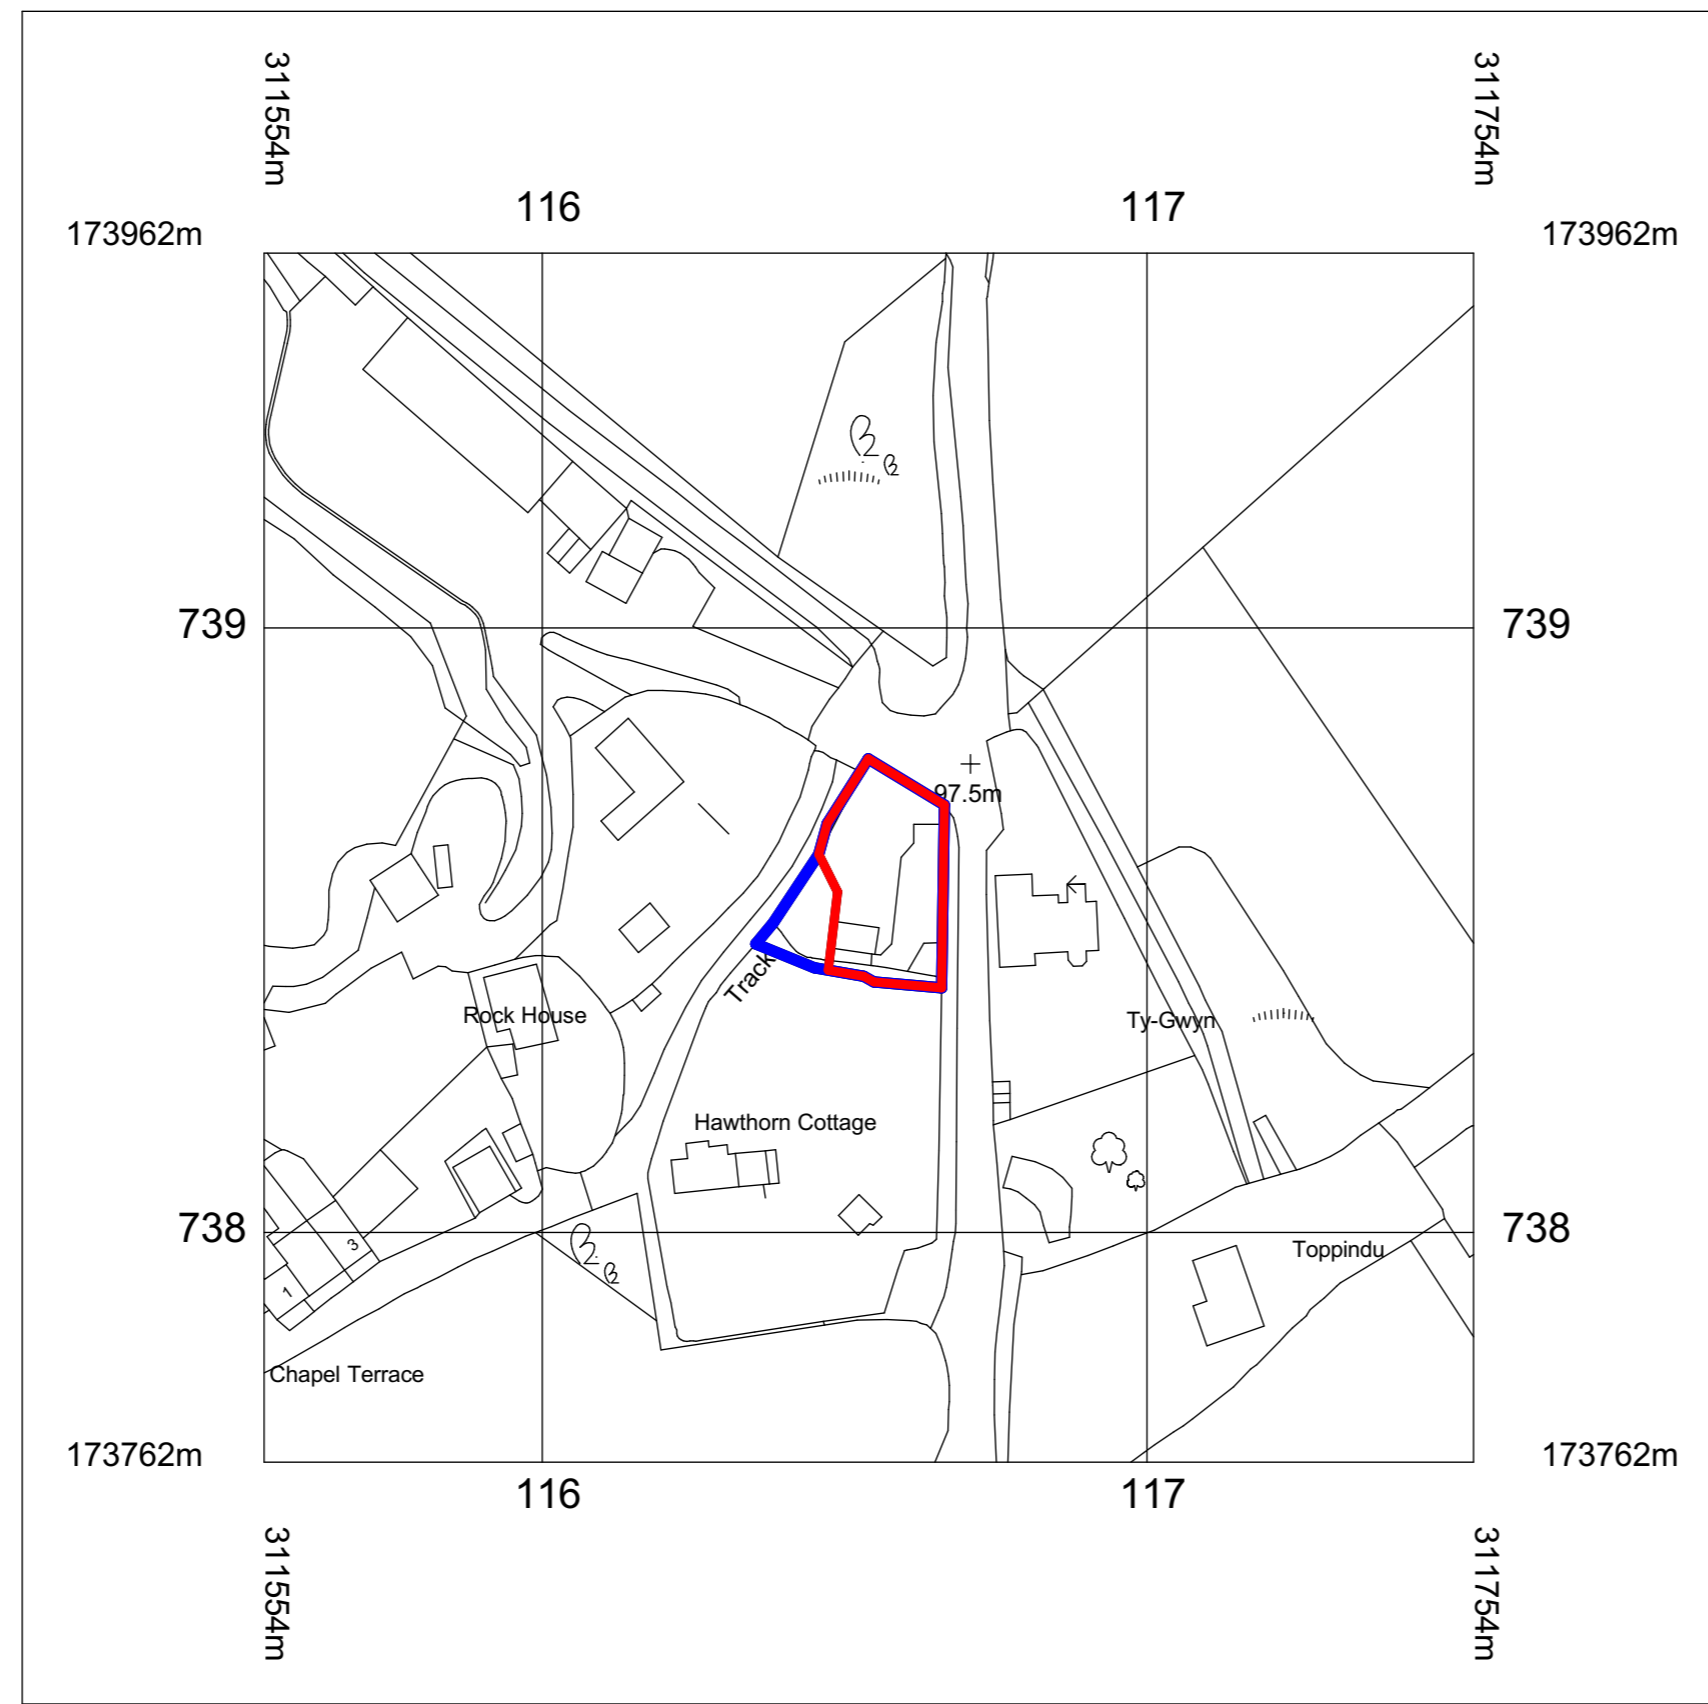 311554m
311754m
116
117
173962m
173962m
739
739
97.5m
Track
Rock House
Ty-Gwyn
Hawthorn Cottage
738
738
3
Toppindu
1
Chapel Terrace
173762m
173762m
116
117
311554m
311754m